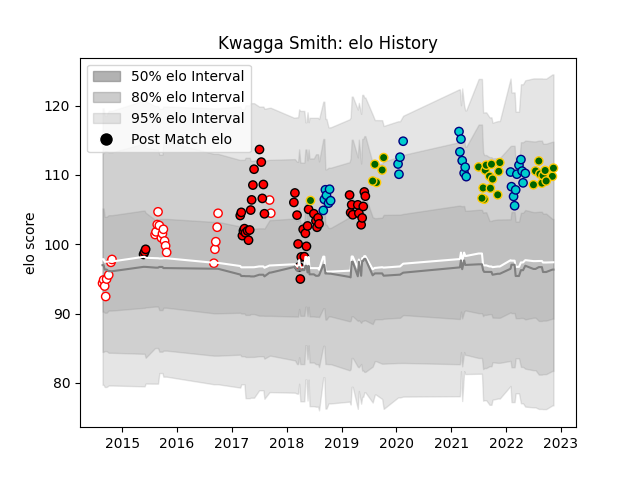 Kwagga Smith: elo History
50% elo Interval
80% elo Interval
95% elo Interval
Post Match elo
elo score
120
110
100
90
80
2015 2016 2017 2018 2019 2020 2021 2022 2023